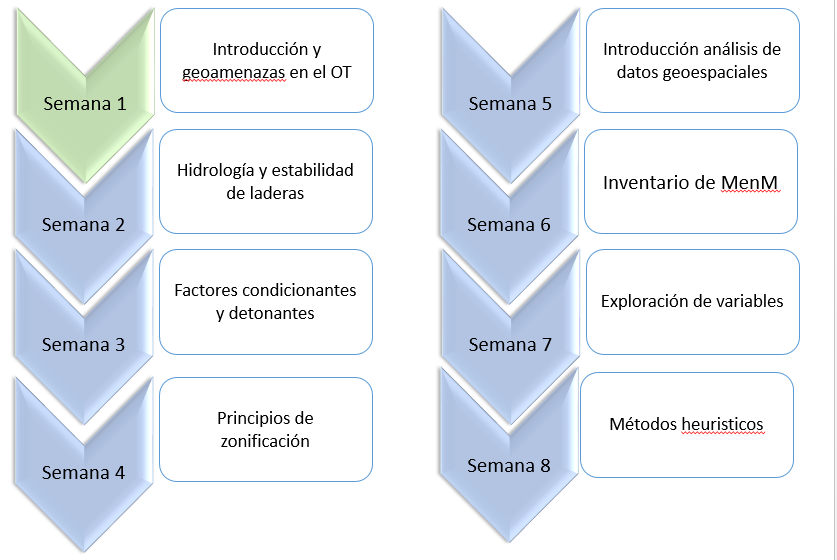 Semana 1
Introducción y
geoamenazas en el OT
Semana 2
Hidrología y estabilidad
de laderas
Semana 3
Factores condicionantes
y detonantes
Semana 4
Principios de
zonificación
Semana 5
Introducción análisis de
datos geoespaciales
Semana 6
Inventario de MenM
Semana 7
Exploración de variables
Semana 8
Métodos heuristicos